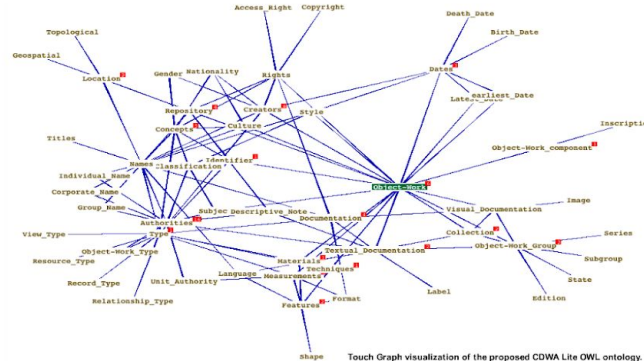 Access_Right
Copyright
Death_Date
Topological
Birth_Date
Geospatial
Location
Gender
Nationality
Rights
Dates
earliest_Date
Latest_Date
Repository
Creators
Style
Inscription
Concepts
Culture
Titles
Object-Work_component
Names
Classification
Identifier
Individual_Name
Object-Work
Corporate_Name
Group_Name
Image
Subjec
Descriptive_Note
Visual_Documentation
Authorities
Documentation
View_Type
Type
Collection
Series
Object-Work_Type
Textual_Documentation
Object-Work_Group
Resource_Type
Materials
Subgroup
Techniques
Language
Measurements
Record_Type
Unit_Authority
State
Relationship_Type
Features
Format
Label
Edition
Shape
Touch Graph visualization of the proposed CDWA Lite OWL ontology.